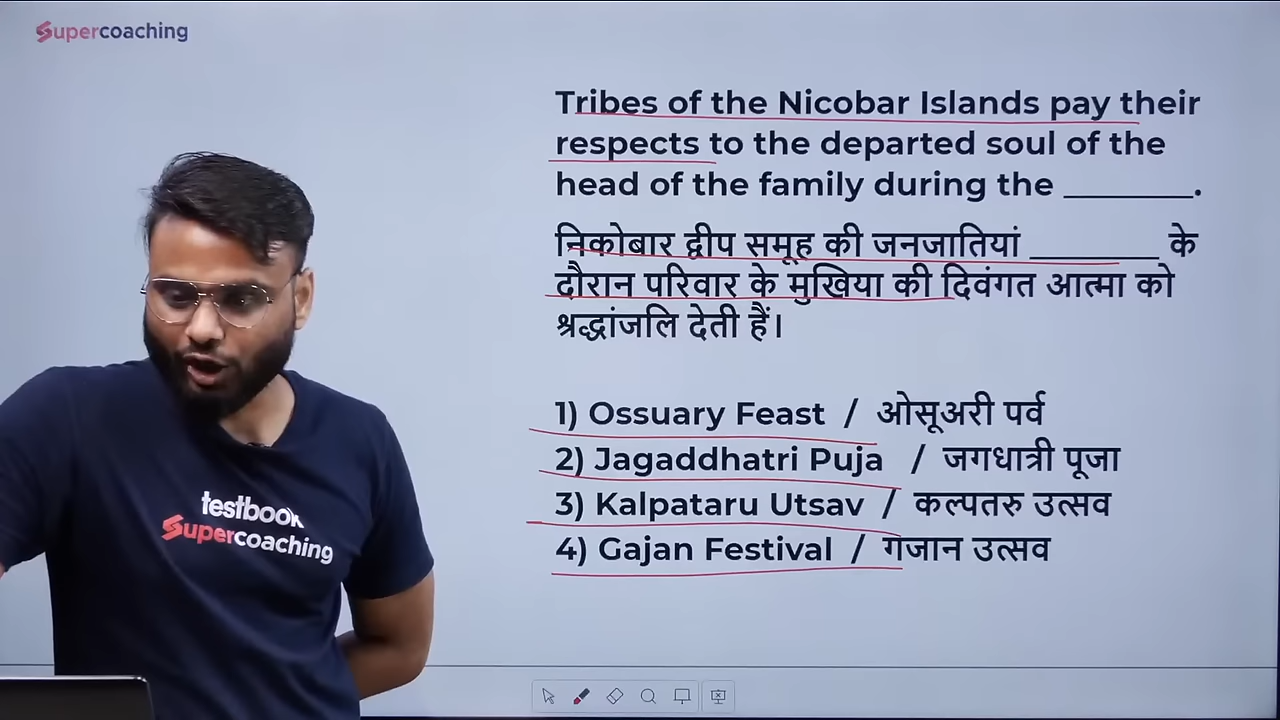 Supercoaching
Tribes of the Nicobar Islands pay their
respects to the departed soul of the
head of the family during the ________.
निकोबार द्वीप समूह की जनजातियां ________ के
दौरान परिवार के मुखिया की दिवंगत आत्मा को
श्रद्धांजलि देती हैं।
1) Ossuary Feast / ओसूअरी पर्व
2) Jagaddhatri Puja / जगधात्री पूजा
3) Kalpataru Utsav / कल्पतरु उत्सव
4) Gajan Festival / गजान उत्सव
testbook
Supercoaching